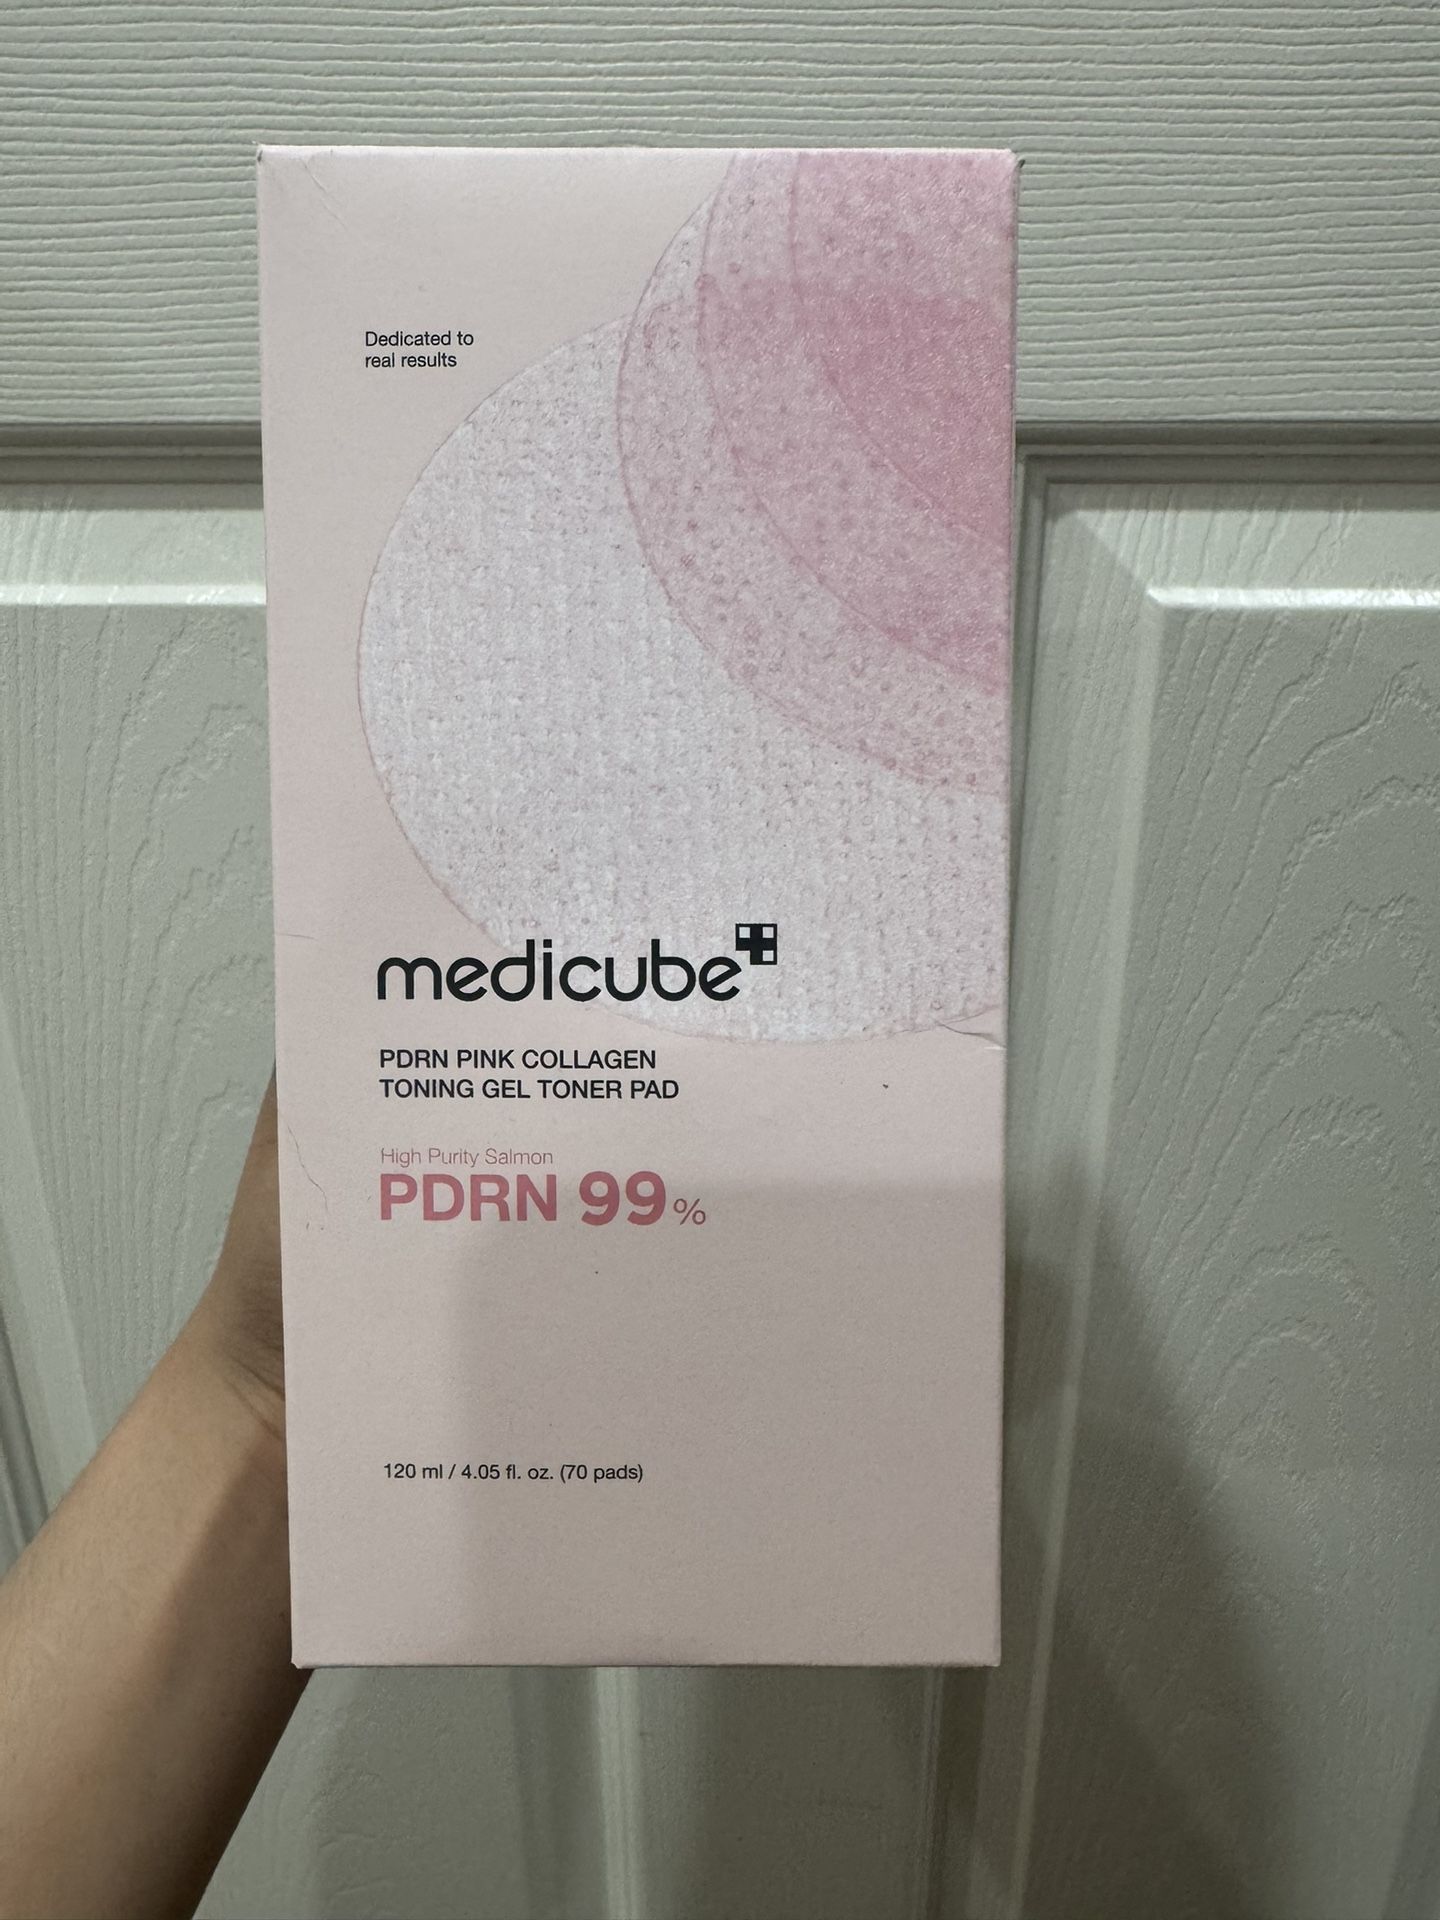 Dedicated to
real results
medicube
PDRN PINK COLLAGEN
TONING GEL TONER PAD
High Purity Salmon
PDRN 99%
120 ml / 4.05 fl. oz. (70 pads)